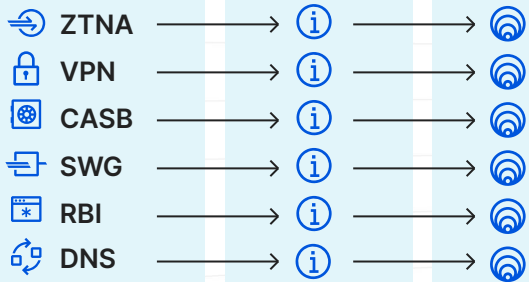 ZTNA
VPN
CASB
SWG
RBI
DNS